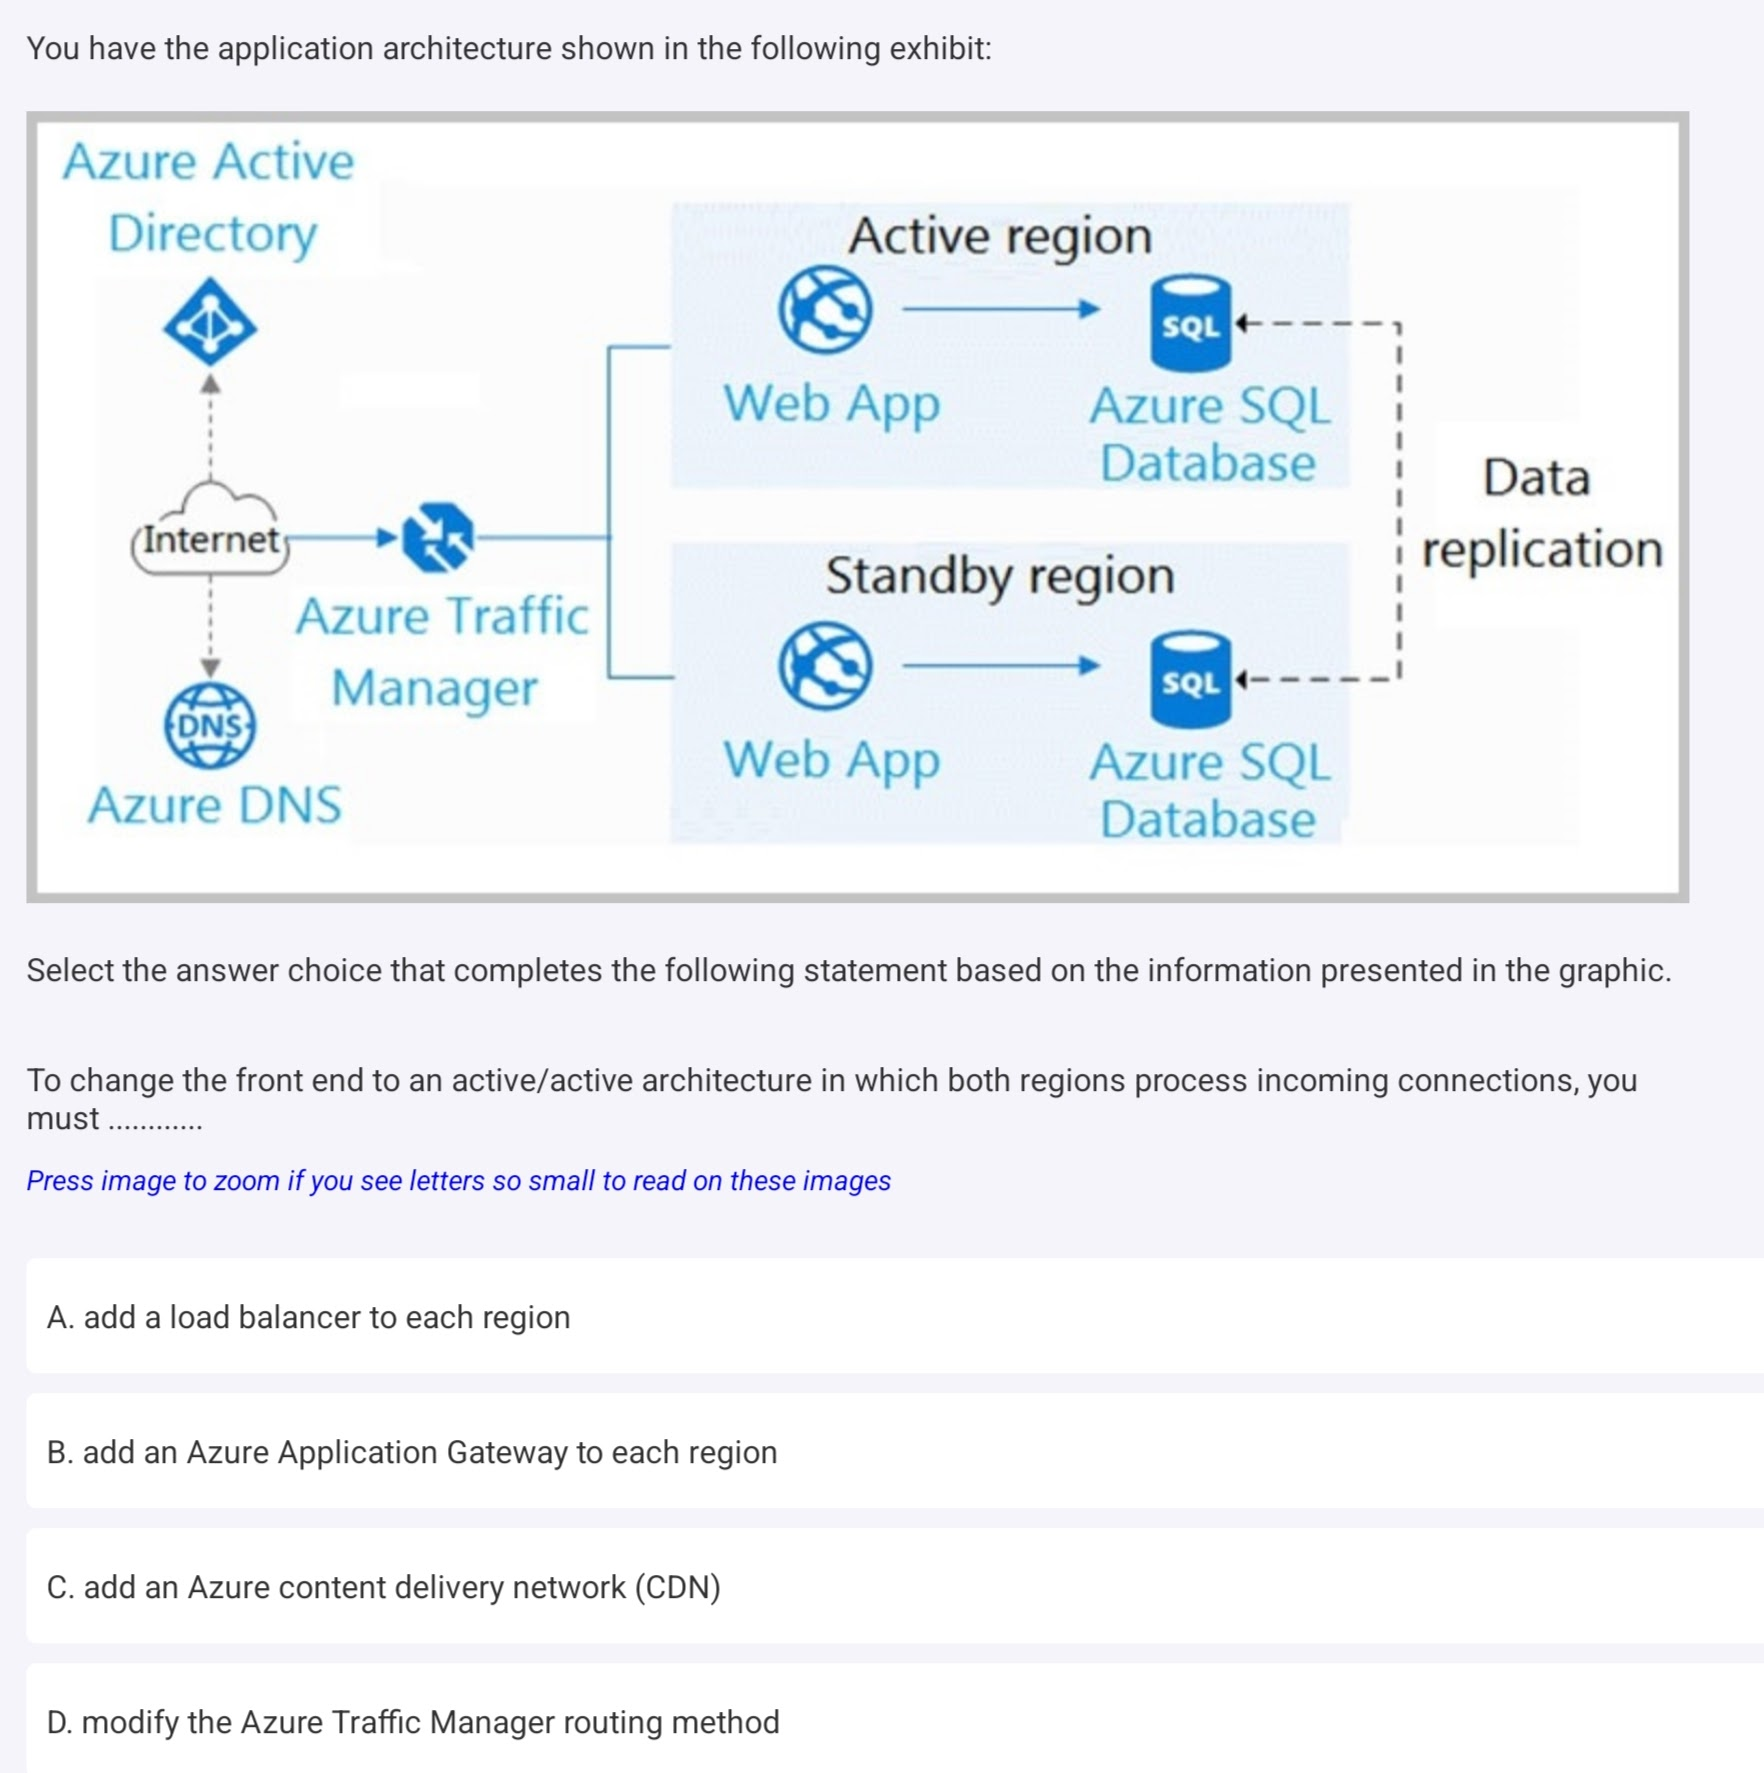 You have the application architecture shown in the following exhibit:
Azure Active
Directory
Active region
SQL
Web App
Azure SQL
Database
Internet
Data
replication
Azure Traffic
Manager
Standby region
SQL
DNS
Web App
Azure SQL
Database
Azure DNS
Select the answer choice that completes the following statement based on the information presented in the graphic.
To change the front end to an active/active architecture in which both regions process incoming connections, you
must ............
Press image to zoom if you see letters so small to read on these images
A. add a load balancer to each region
B. add an Azure Application Gateway to each region
C. add an Azure content delivery network (CDN)
D. modify the Azure Traffic Manager routing method